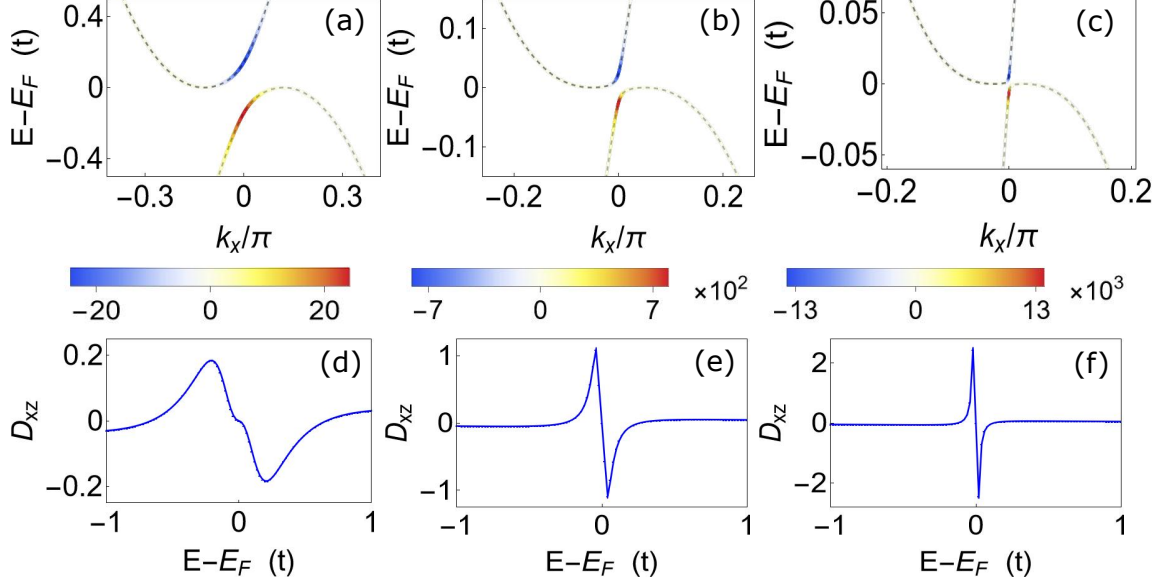 (a)
E−E_F (t)
0.4
0
−0.4
−0.3
0
0.3
k_x/π
(b)
E−E_F (t)
0.1
0
−0.1
−0.2
0
0.2
k_x/π
(c)
E−E_F (t)
0.05
0
−0.05
−0.2
0
0.2
k_x/π
−20 0 20
−7 0 7 ×10²
−13 0 13 ×10³
(d)
D_xz
0.2
0
−0.2
−1 0 1
E−E_F (t)
(e)
D_xz
1
0
−1
−1 0 1
E−E_F (t)
(f)
D_xz
2
0
−2
−1 0 1
E−E_F (t)